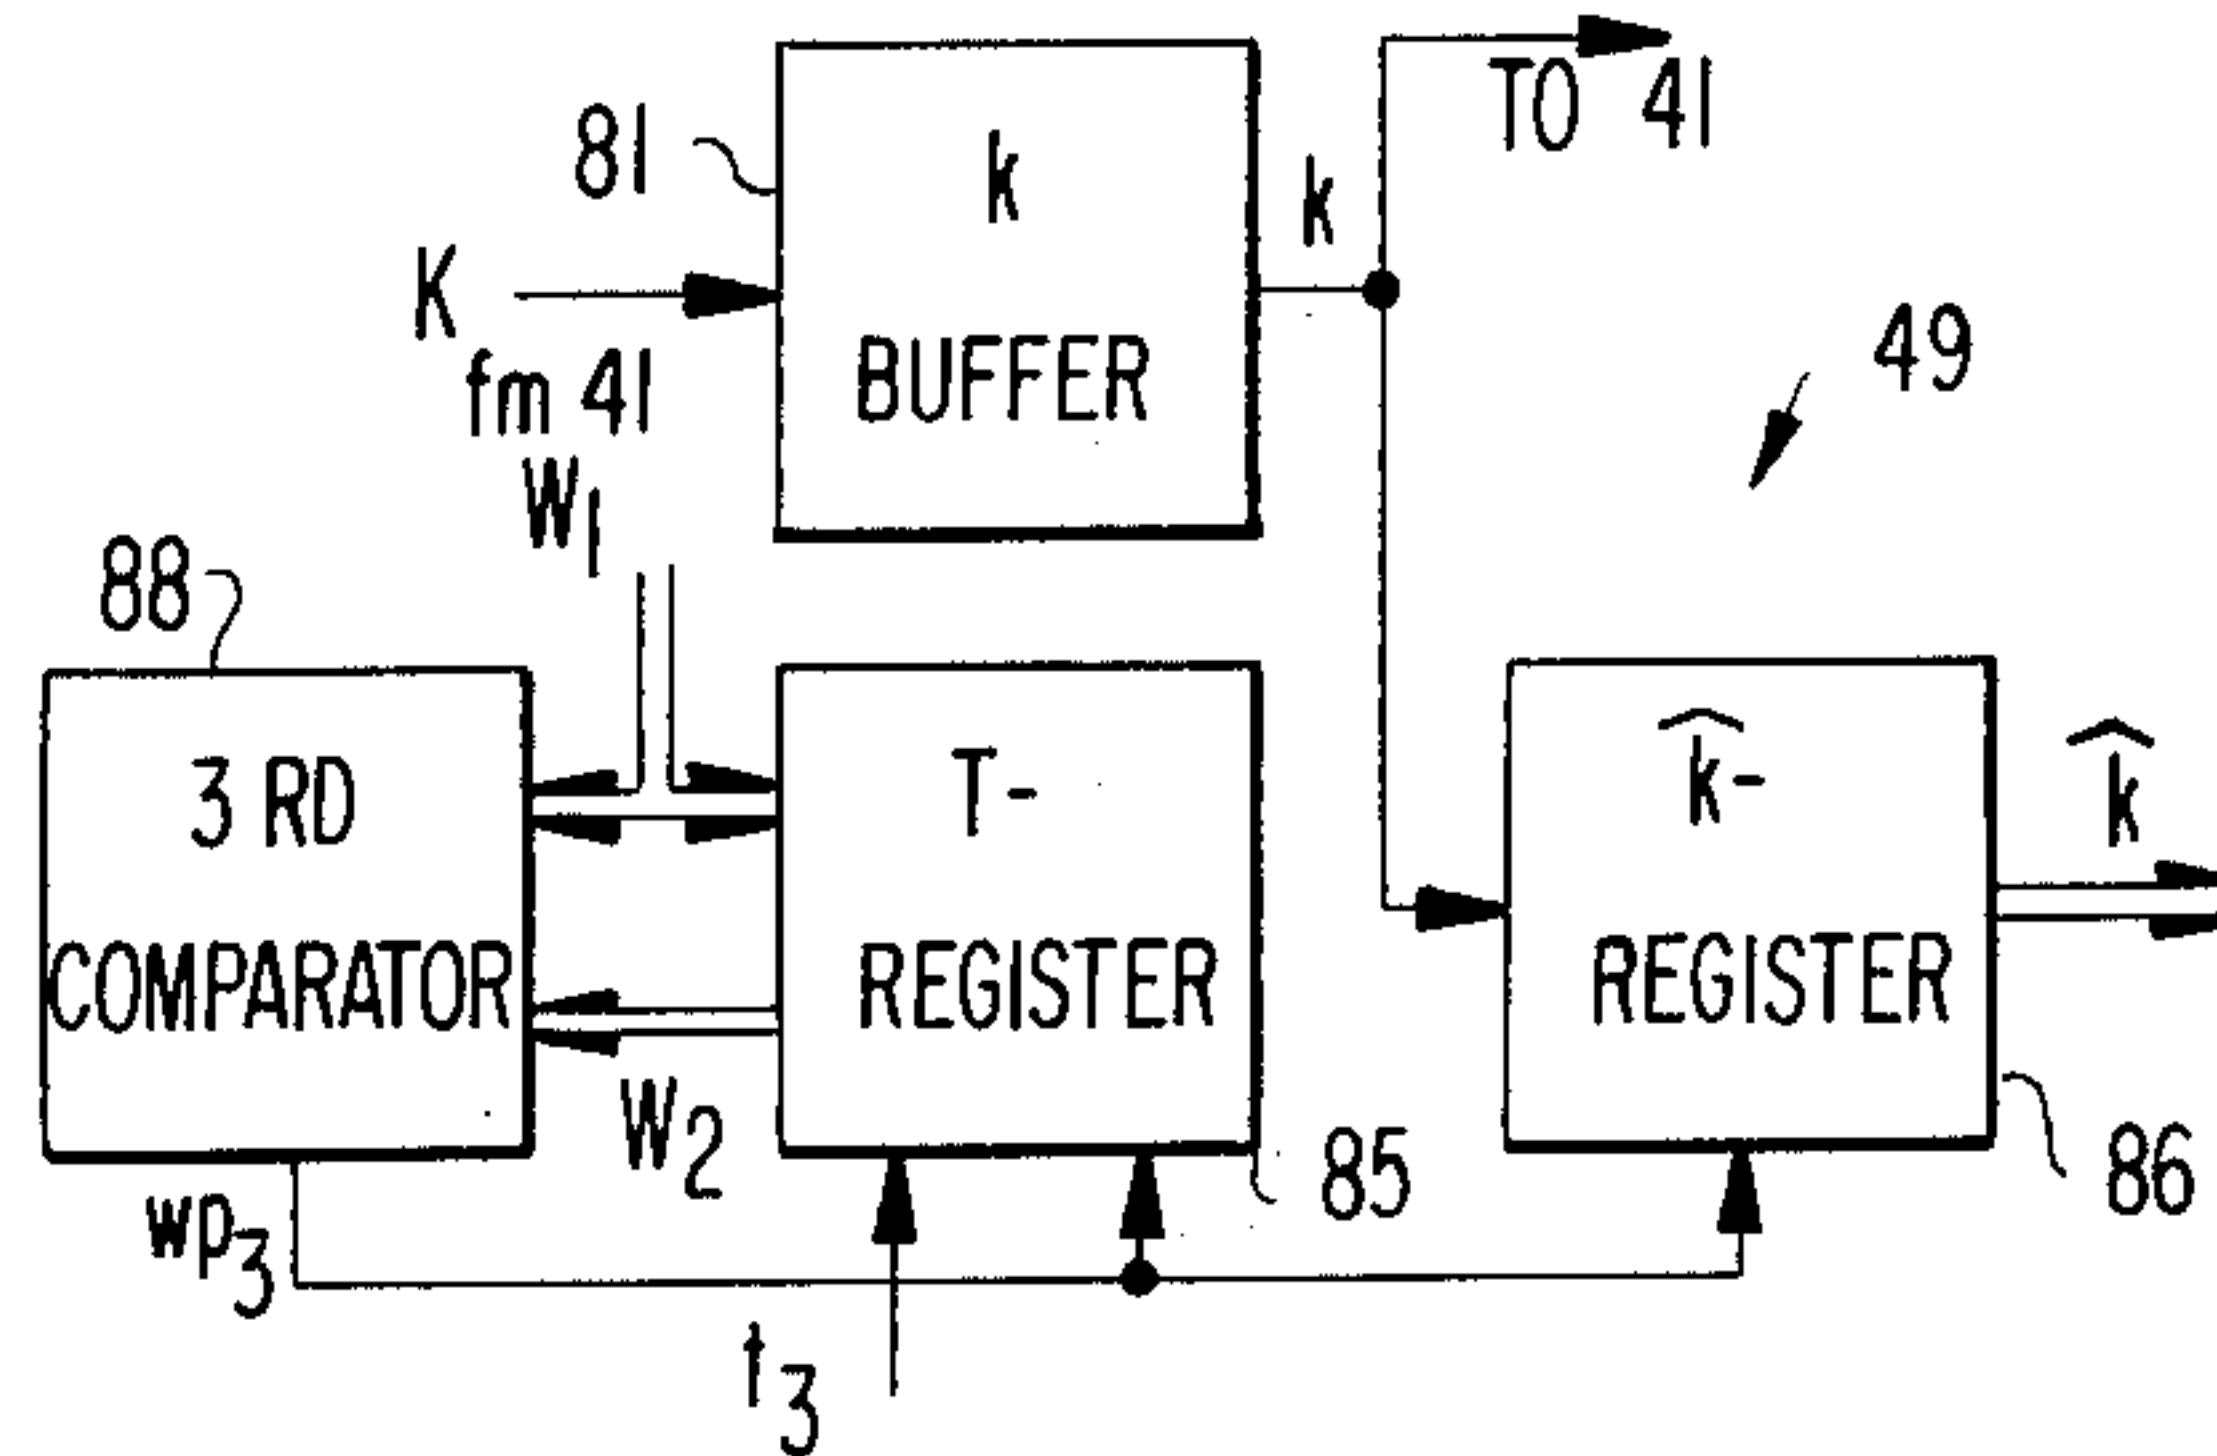 81
k
BUFFER
K
fm 41
k
TO 41
49
W1
88
3 RD
COMPARATOR
T-
REGISTER
k̂-
REGISTER
k̂
W2
85
86
wp3
t3